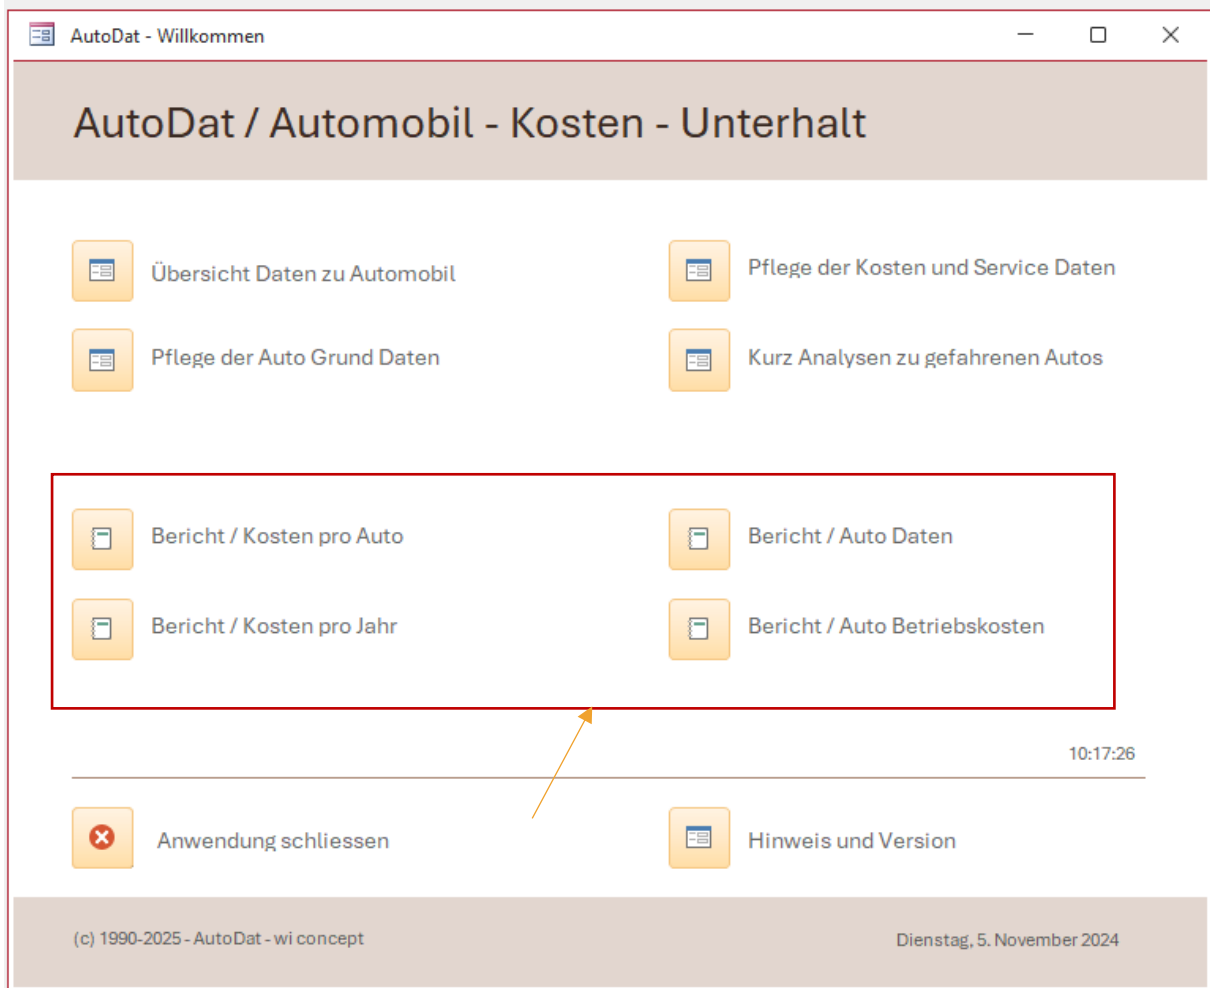 AutoDat - Willkommen
AutoDat / Automobil - Kosten - Unterhalt
Übersicht Daten zu Automobil
Pflege der Kosten und Service Daten
Pflege der Auto Grund Daten
Kurz Analysen zu gefahrenen Autos
Bericht / Kosten pro Auto
Bericht / Auto Daten
Bericht / Kosten pro Jahr
Bericht / Auto Betriebskosten
10:17:26
Anwendung schliessen
Hinweis und Version
(c) 1990-2025 - AutoDat - wi concept
Dienstag, 5. November 2024